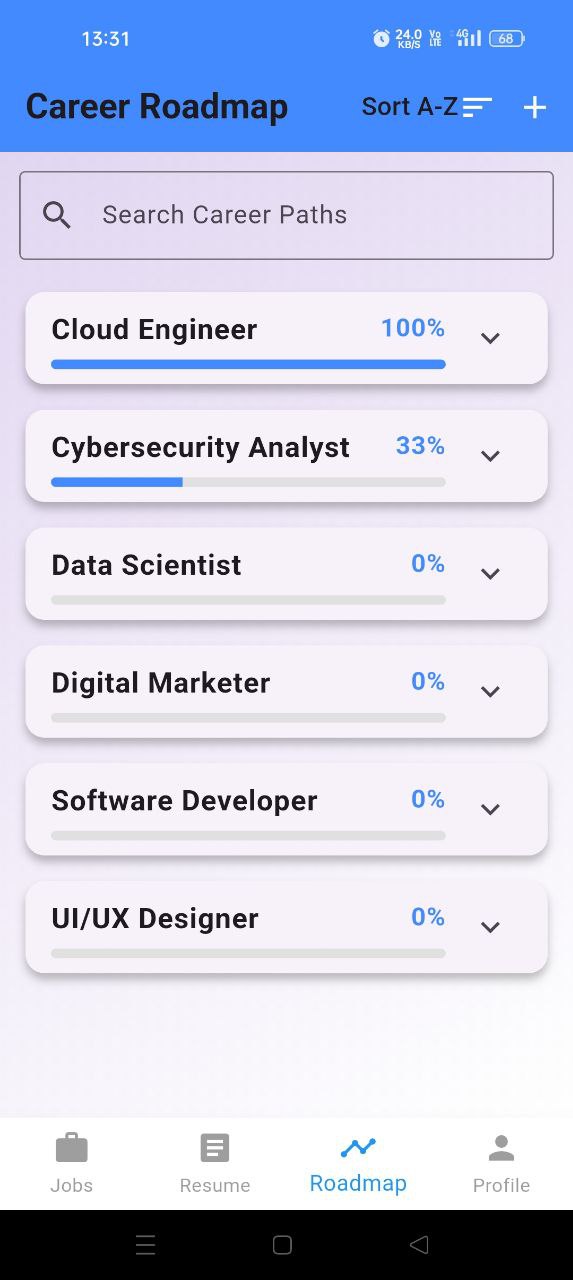 13:31
24.0 KB/S Vo LTE 4G 68
Career Roadmap Sort A-Z
Search Career Paths
Cloud Engineer 100%
Cybersecurity Analyst 33%
Data Scientist 0%
Digital Marketer 0%
Software Developer 0%
UI/UX Designer 0%
Jobs Resume Roadmap Profile